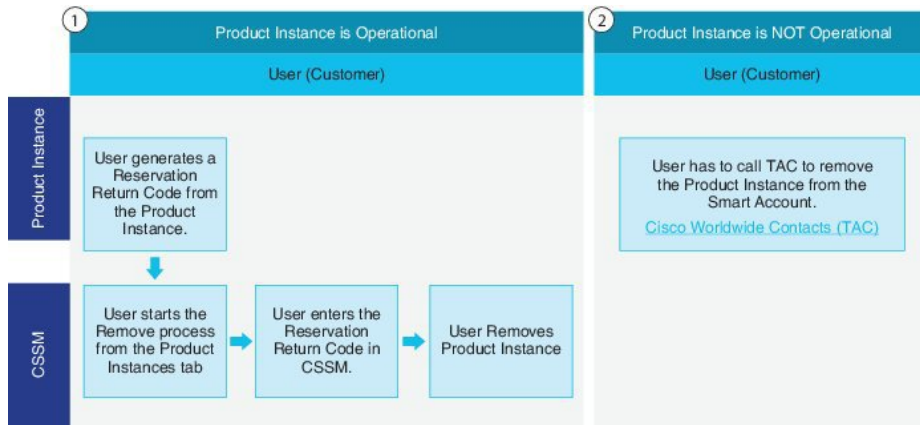 1
Product Instance is Operational
User (Customer)
2
Product Instance is NOT Operational
User (Customer)
Product Instance
User generates a
Reservation
Return Code from
the Product
Instance.
User has to call TAC to remove
the Product Instance from the
Smart Account.
Cisco Worldwide Contacts (TAC)
CSSM
User starts the
Remove process
from the Product
Instances tab
User enters the
Reservation
Return Code in
CSSM.
User Removes
Product Instance